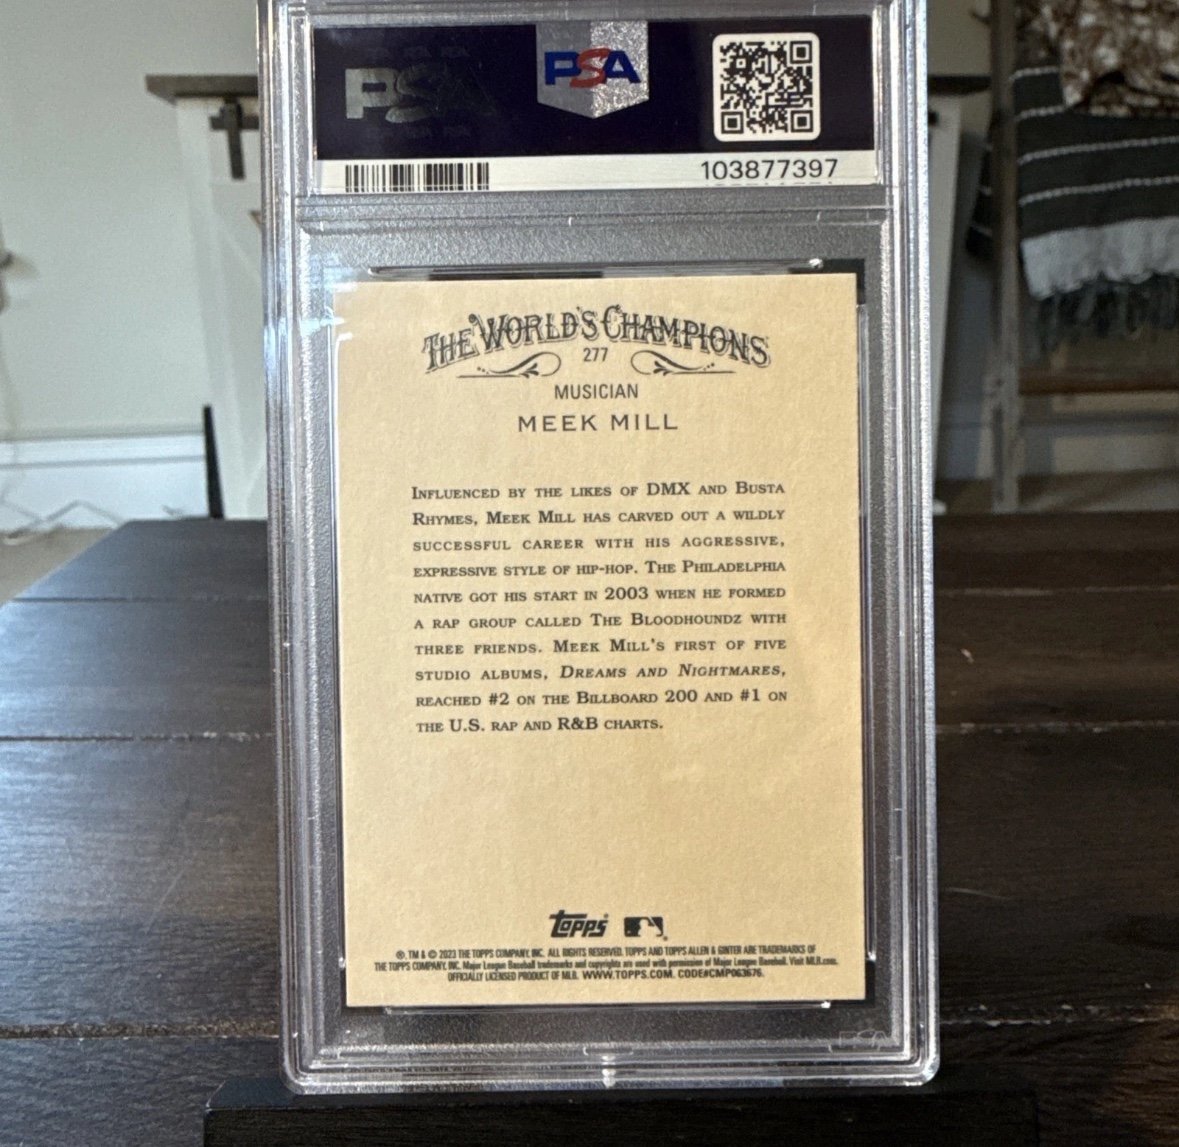 PSA
PSA
103877397
THE WORLD'S CHAMPIONS
277
MUSICIAN
MEEK MILL
INFLUENCED BY THE LIKES OF DMX AND BUSTA
RHYMES, MEEK MILL HAS CARVED OUT A WILDLY
SUCCESSFUL CAREER WITH HIS AGGRESSIVE,
EXPRESSIVE STYLE OF HIP-HOP. THE PHILADELPHIA
NATIVE GOT HIS START IN 2003 WHEN HE FORMED
A RAP GROUP CALLED THE BLOODHOUNDZ WITH
THREE FRIENDS. MEEK MILL'S FIRST OF FIVE
STUDIO ALBUMS, DREAMS AND NIGHTMARES,
REACHED #2 ON THE BILLBOARD 200 AND #1 ON
THE U.S. RAP AND R&B CHARTS.
Topps
®, TM & © 2023 THE TOPPS COMPANY, INC. ALL RIGHTS RESERVED. TOPPS AND TOPPS ALLEN & GINTER ARE TRADEMARKS OF
THE TOPPS COMPANY, INC. Major League Baseball trademarks and copyrights are used with permission of Major League Baseball. Visit MLB.com.
OFFICIALLY LICENSED PRODUCT OF MLB. WWW.TOPPS.COM. CODE#CMP063676.
PSA